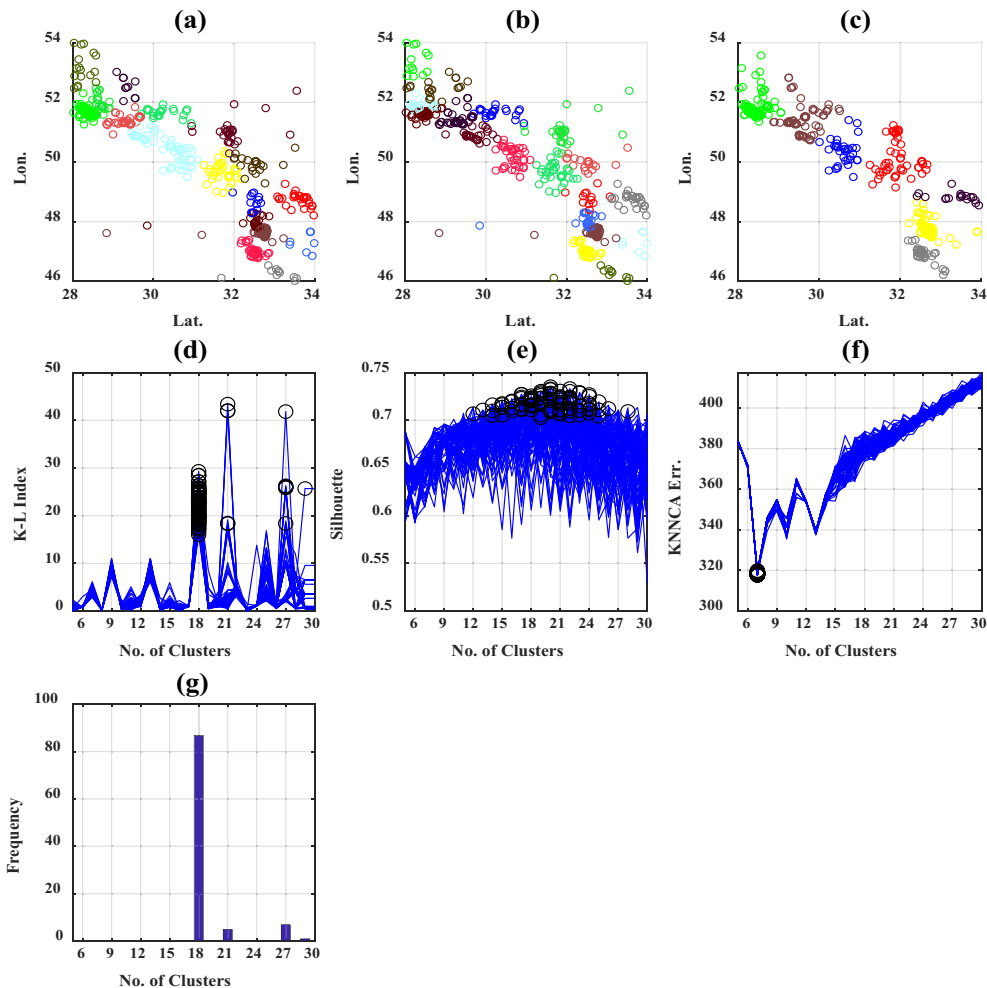 (a)
54
52
50
48
46
Lon.
28 30 32 34
Lat.
(b)
54
52
50
48
46
Lon.
28 30 32 34
Lat.
(c)
54
52
50
48
46
Lon.
28 30 32 34
Lat.
(d)
50
40
30
20
10
0
K-L Index
6 9 12 15 18 21 24 27 30
No. of Clusters
(e)
0.75
0.7
0.65
0.6
0.55
0.5
Silhouette
6 9 12 15 18 21 24 27 30
No. of Clusters
(f)
400
380
360
340
320
300
KNNCA Err.
6 9 12 15 18 21 24 27 30
No. of Clusters
(g)
100
80
60
40
20
0
Frequency
6 9 12 15 18 21 24 27 30
No. of Clusters